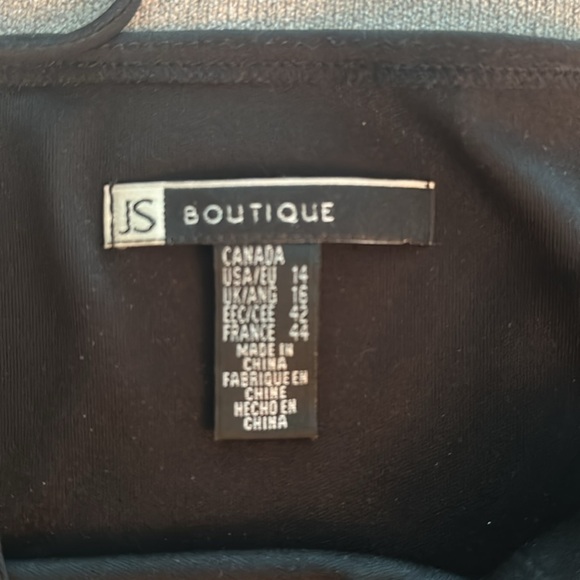 JS BOUTIQUE
CANADA
USA/EU 14
UK/ANG 16
EEC/CEE 42
FRANCE 44
MADE IN
CHINA
FABRIQUE EN
CHINE
HECHO EN
CHINA